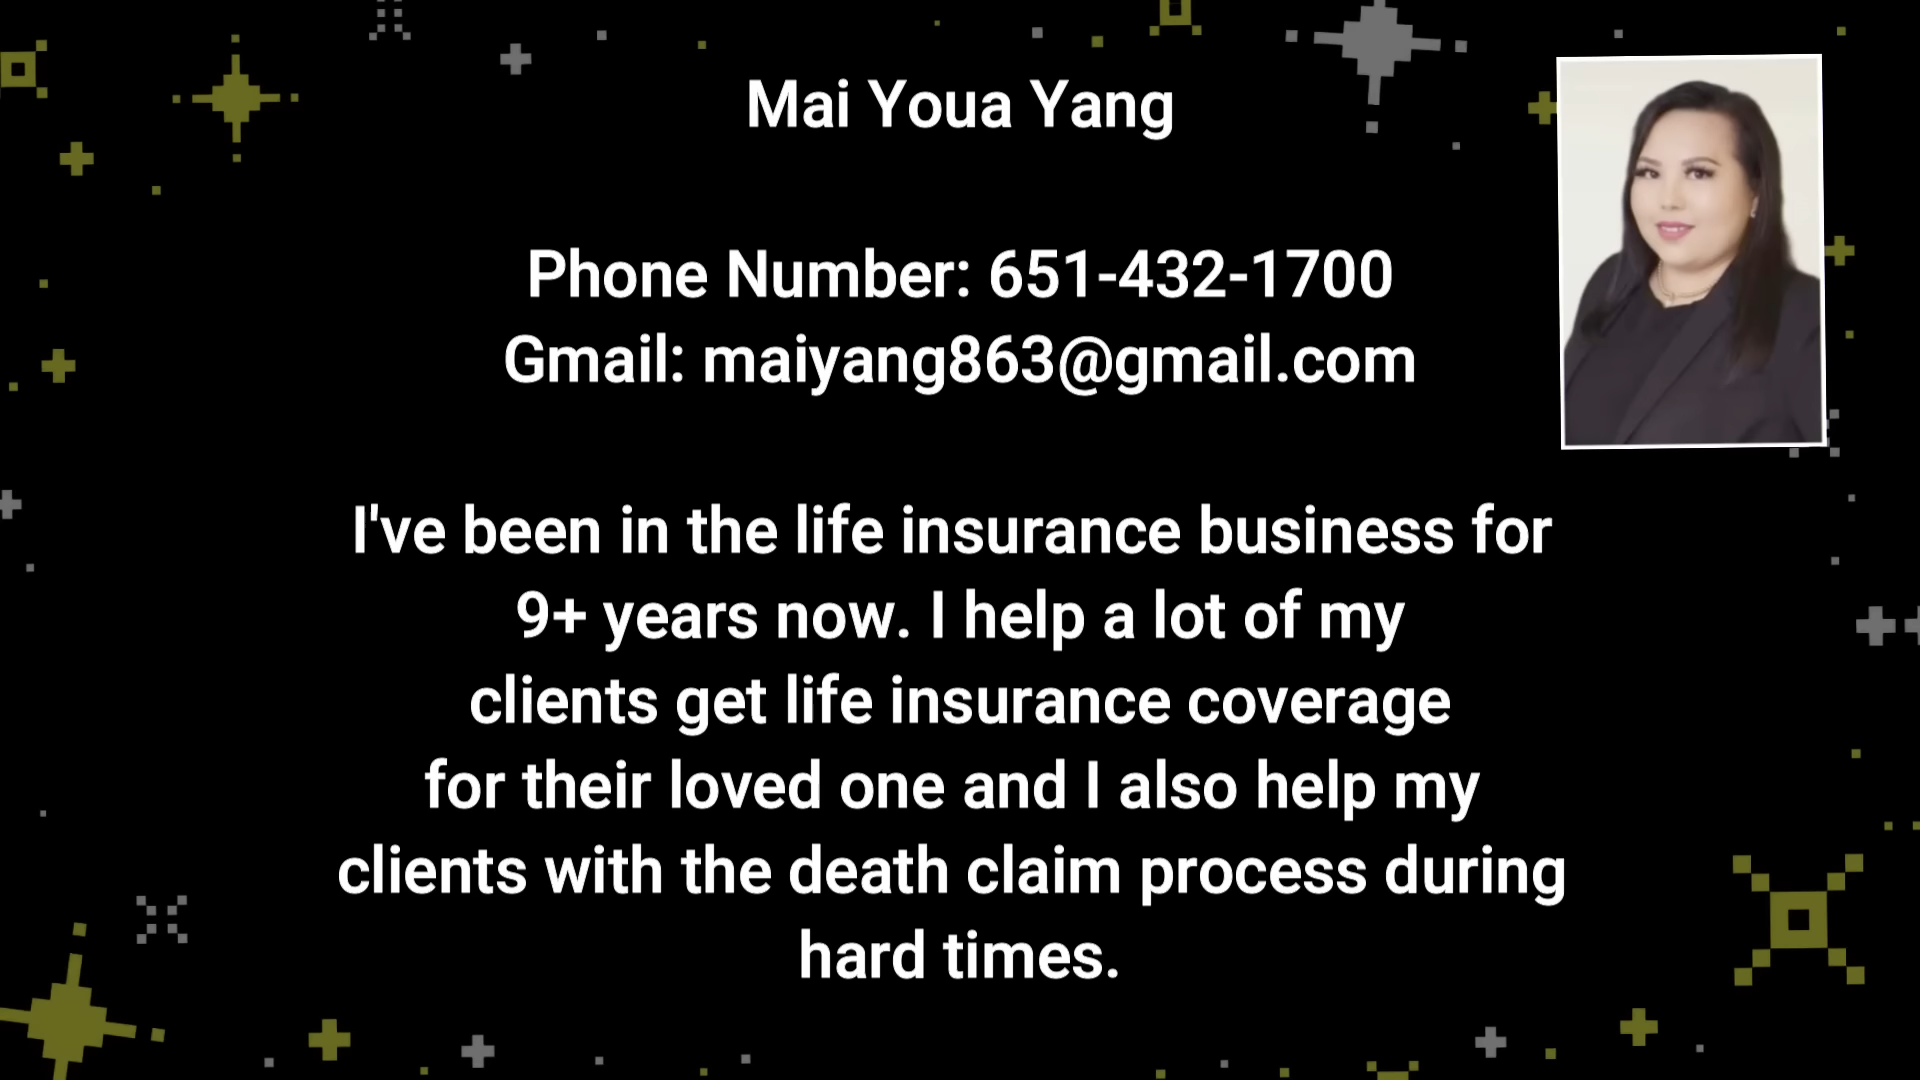 Mai Youa Yang
Phone Number: 651-432-1700
Gmail: maiyang863@gmail.com
I've been in the life insurance business for
9+ years now. I help a lot of my
clients get life insurance coverage
for their loved one and I also help my
clients with the death claim process during
hard times.